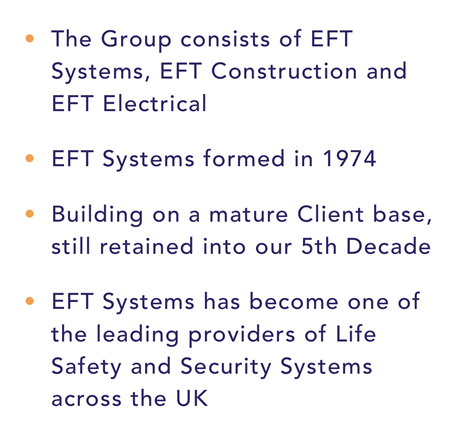 • The Group consists of EFT
Systems, EFT Construction and
EFT Electrical
• EFT Systems formed in 1974
• Building on a mature Client base,
still retained into our 5th Decade
• EFT Systems has become one of
the leading providers of Life
Safety and Security Systems
across the UK